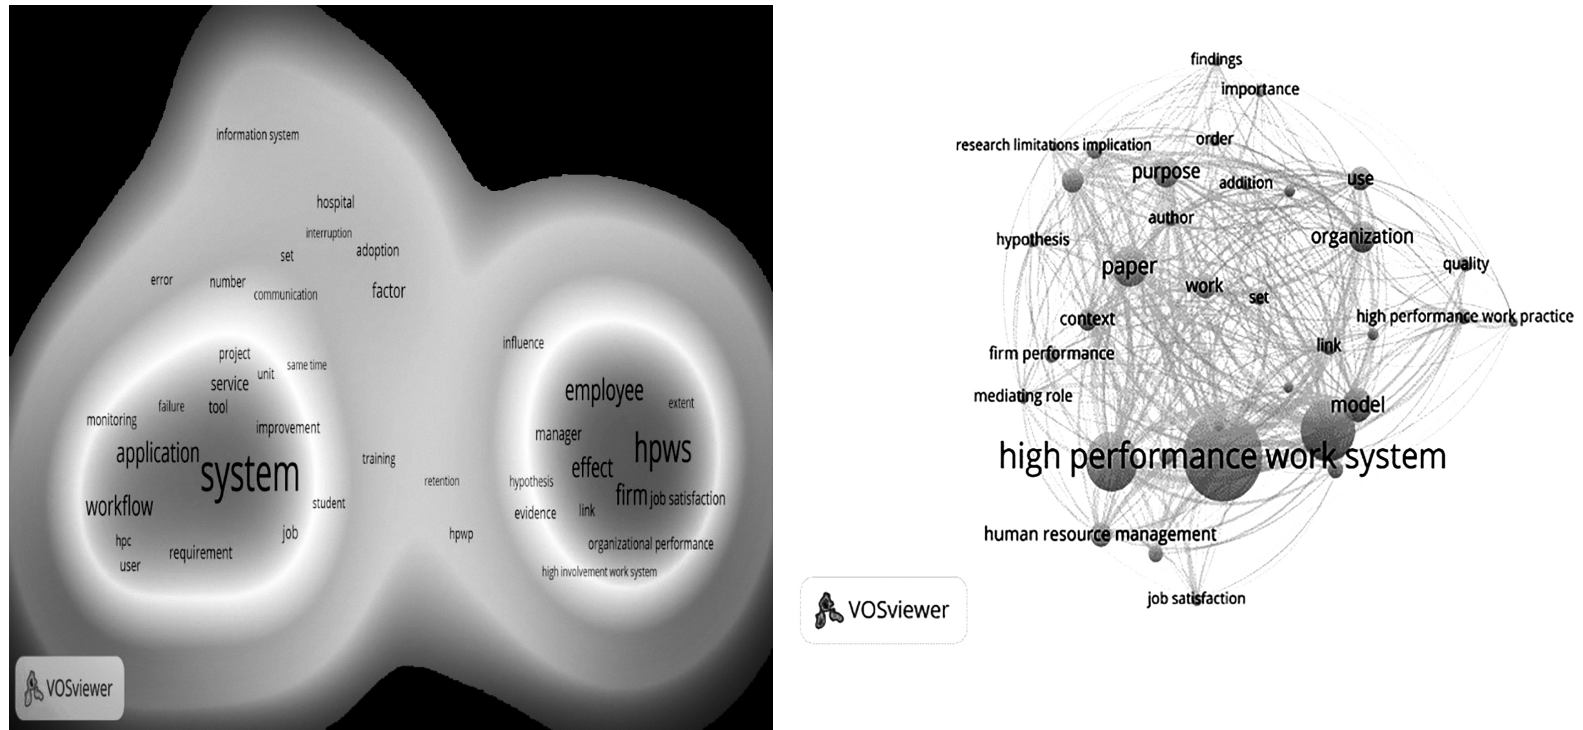 information system
hospital
interruption
set
adoption
error
number
communication
factor
project
same time
unit
service
failure
tool
monitoring
improvement
application
system
workflow
student
hpc
job
user
requirement
training
retention
hpwp
influence
employee
extent
manager
hpws
effect
hypothesis
firm
job satisfaction
evidence
link
organizational performance
high involvement work system
VOSviewer
findings
importance
order
research limitations implication
purpose
addition
use
author
hypothesis
organization
paper
quality
work
set
context
high performance work practice
firm performance
link
mediating role
model
high performance work system
human resource management
job satisfaction
VOSviewer